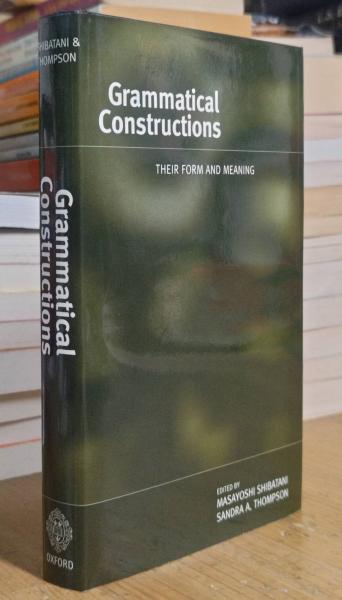 SHIBATANI &
THOMPSON
Grammatical
Constructions
OXFORD
Grammatical
Constructions
THEIR FORM AND MEANING
EDITED BY
MASAYOSHI SHIBATANI
SANDRA A. THOMPSON